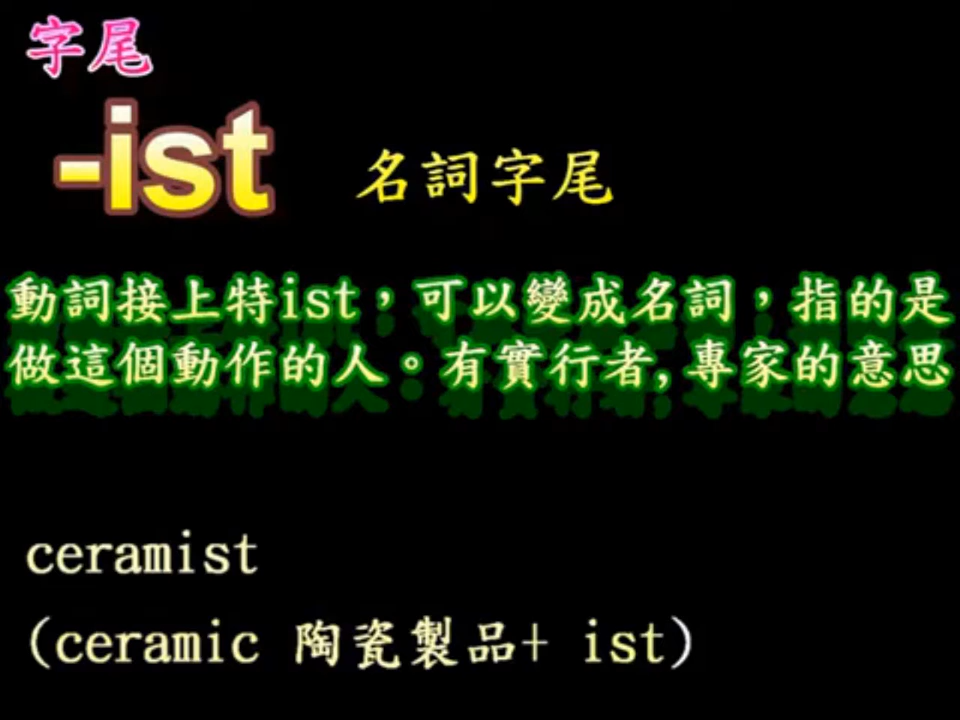 字尾
-ist 名詞字尾
動詞接上特ist，可以變成名詞，指的是
做這個動作的人。有實行者,專家的意思
ceramist
(ceramic 陶瓷製品+ ist)